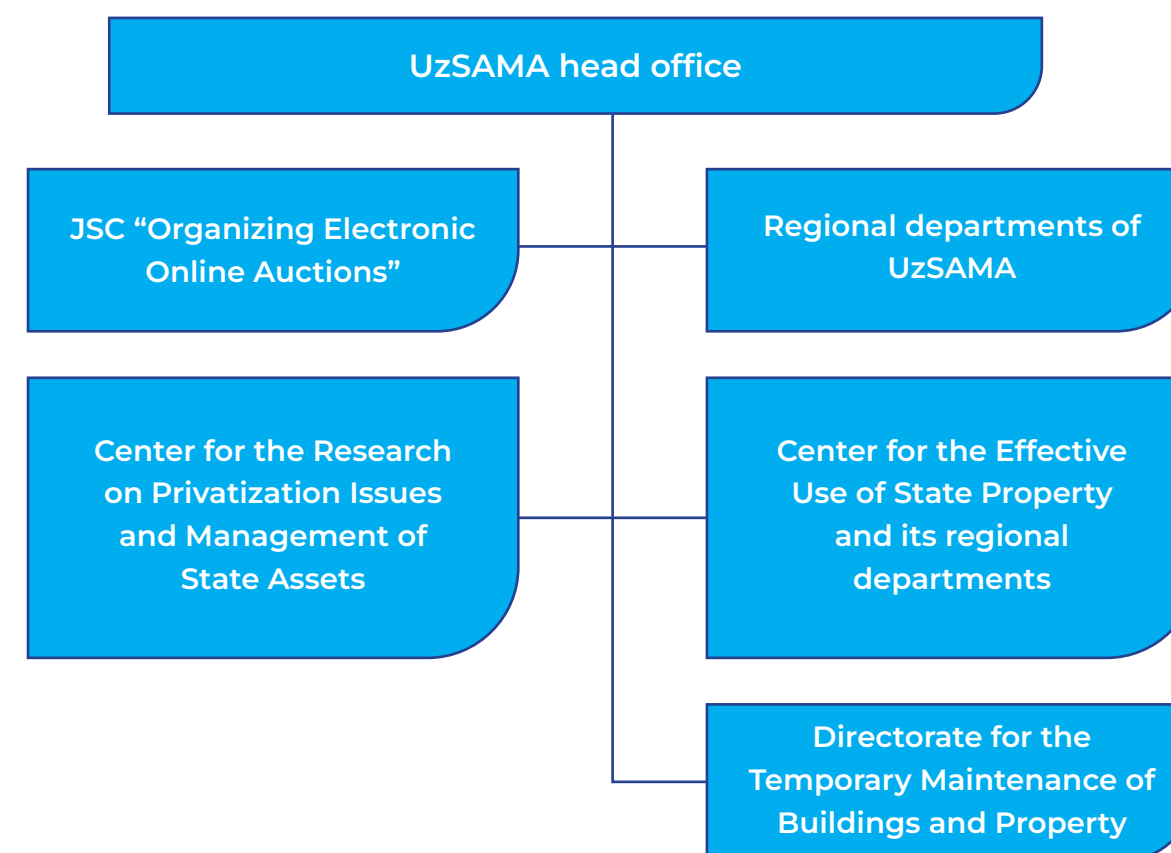 UzSAMA head office
JSC “Organizing Electronic
Online Auctions”
Regional departments of
UzSAMA
Center for the Research
on Privatization Issues
and Management of
State Assets
Center for the Effective
Use of State Property
and its regional
departments
Directorate for the
Temporary Maintenance of
Buildings and Property